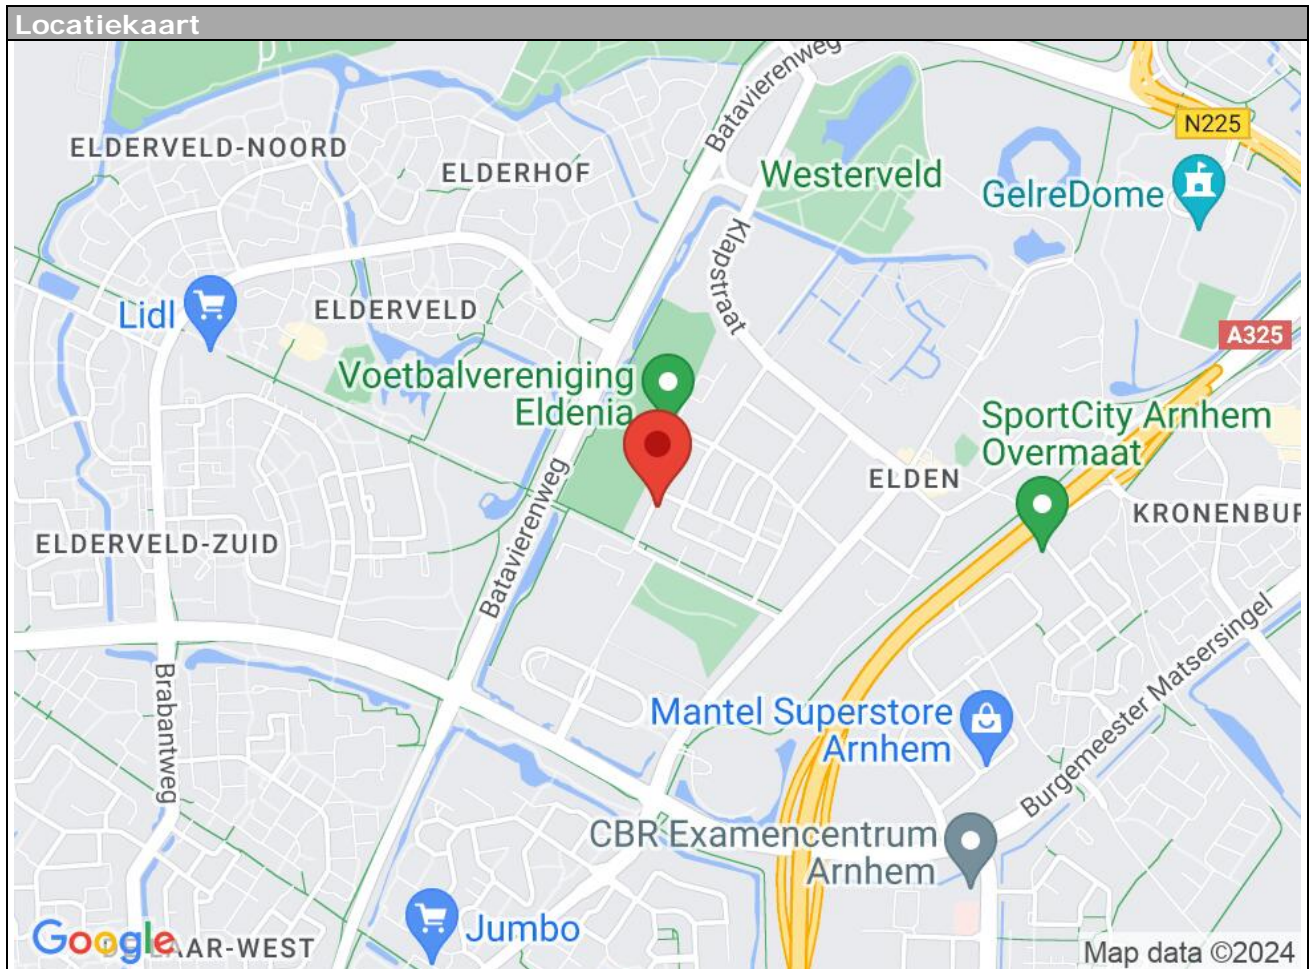 Locatiekaart
Batavierenweg
N225
ELDERVELD-NOORD
ELDERHOF
Westerveld
GelreDome
Klapstraat
Lidl
ELDERVELD
A325
Voetbalvereniging
Eldenia
SportCity Arnhem
Overmaat
ELDEN
KRONENBUR
Batavierenweg
ELDERVELD-ZUID
Burgemeester Matsersingel
Brabantweg
Mantel Superstore
Arnhem
CBR Examencentrum
Arnhem
Jumbo
Google
AAR-WEST
Map data ©2024